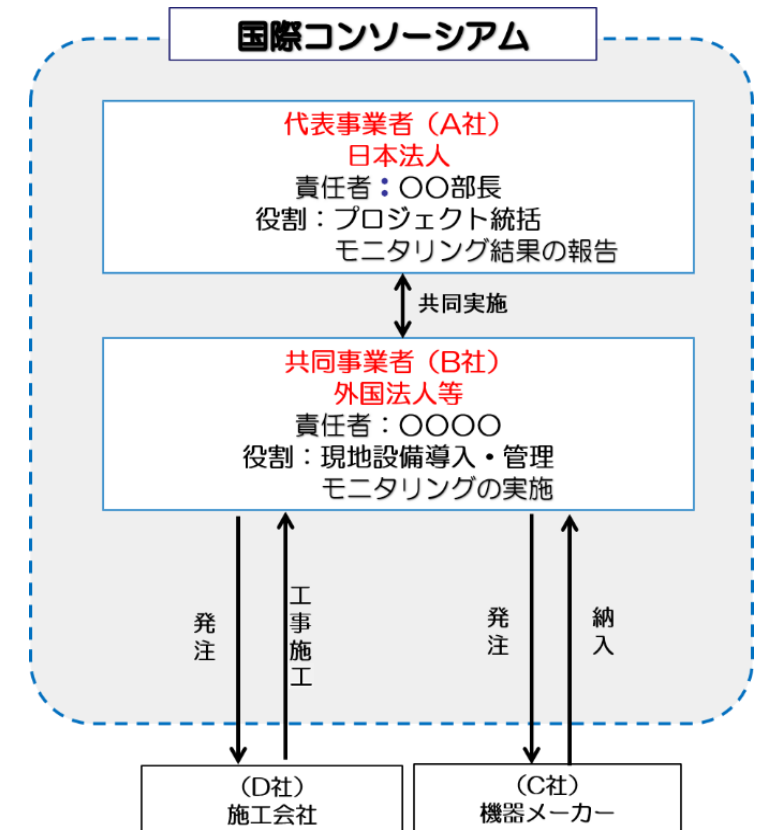 国際コンソーシアム
代表事業者（A社）
日本法人
責任者：〇〇部長
役割：プロジェクト統括
モニタリング結果の報告
共同実施
共同事業者（B社）
外国法人等
責任者：〇〇〇〇
役割：現地設備導入・管理
モニタリングの実施
発注
工事施工
発注
納入
（D社）
施工会社
（C社）
機器メーカー